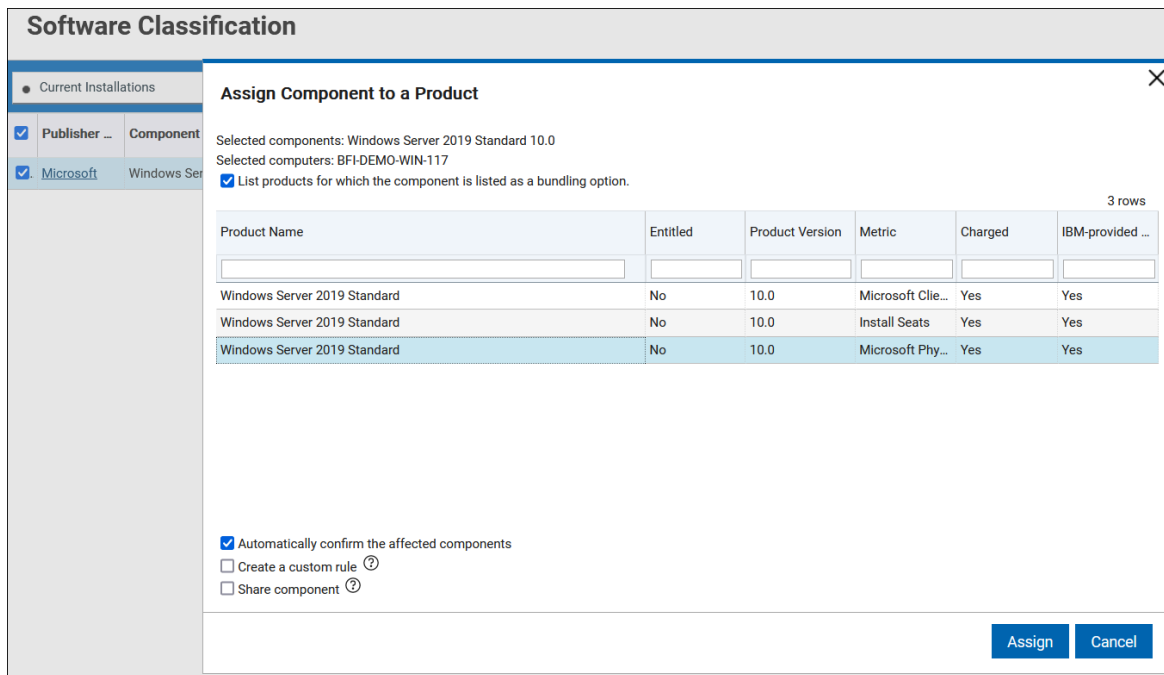 Software Classification
Current Installations
Publisher ... Component
Microsoft Windows Ser
Assign Component to a Product
Selected components: Windows Server 2019 Standard 10.0
Selected computers: BFI-DEMO-WIN-117
List products for which the component is listed as a bundling option.
3 rows
Product Name Entitled Product Version Metric Charged IBM-provided ...
Windows Server 2019 Standard No 10.0 Microsoft Clie... Yes Yes
Windows Server 2019 Standard No 10.0 Install Seats Yes Yes
Windows Server 2019 Standard No 10.0 Microsoft Phy... Yes Yes
Automatically confirm the affected components
Create a custom rule ?
Share component ?
Assign Cancel